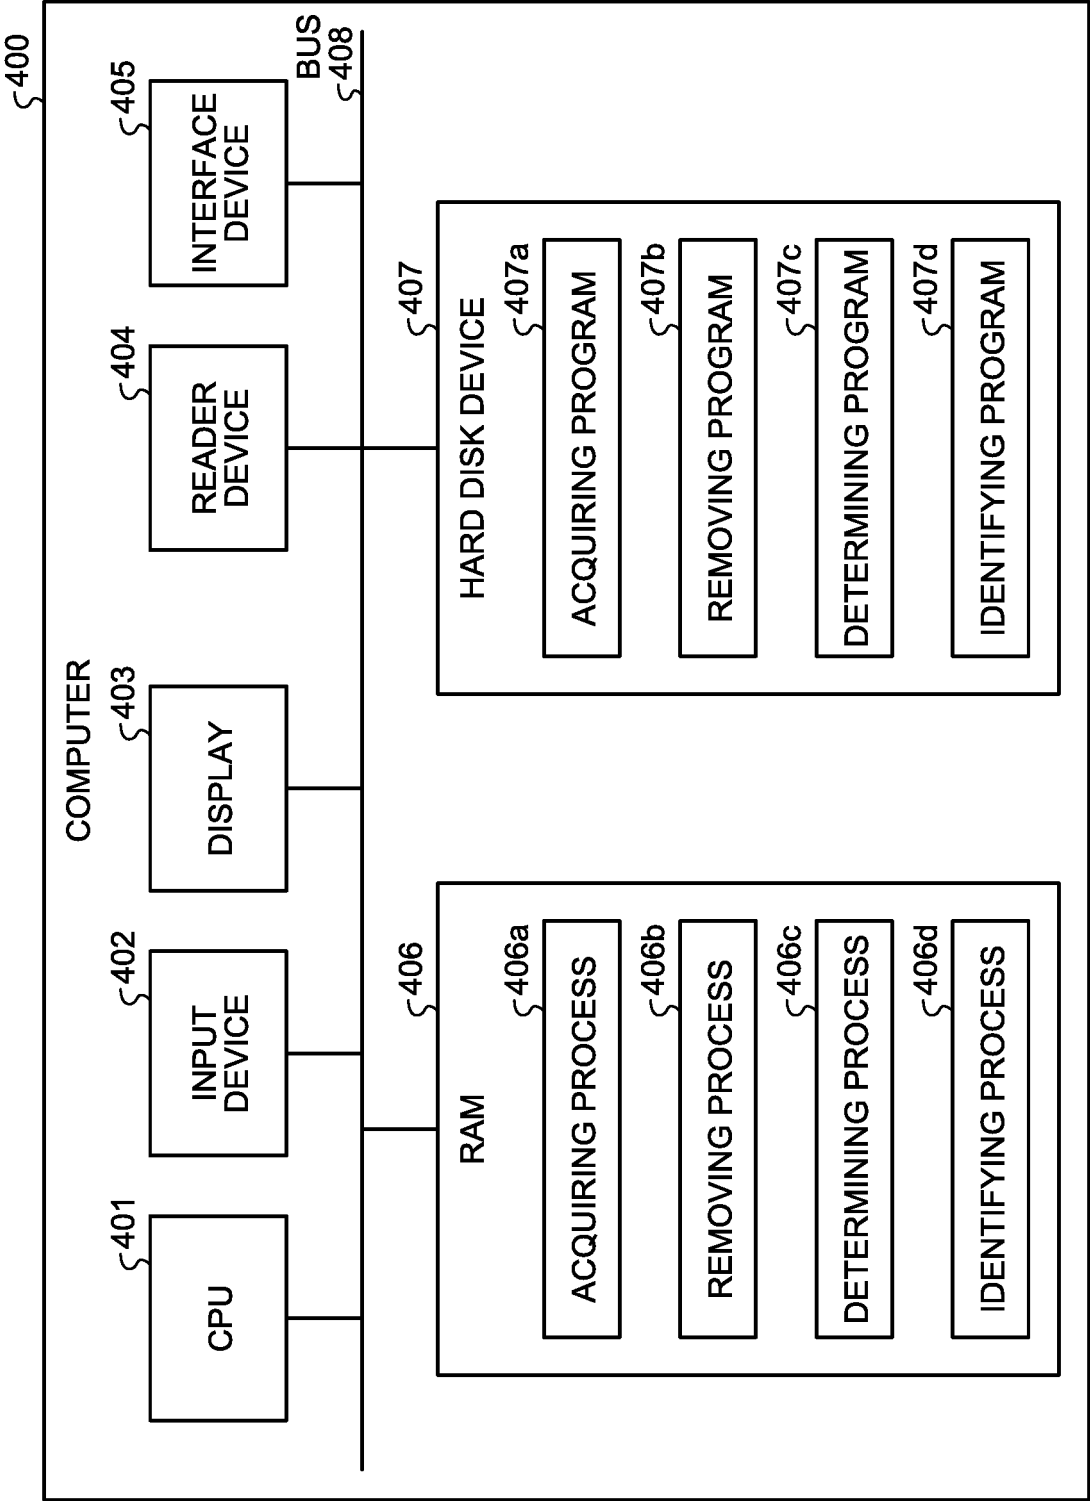 400
COMPUTER
401
CPU
402
INPUT
DEVICE
403
DISPLAY
404
READER
DEVICE
405
INTERFACE
DEVICE
BUS
408
406
RAM
406a
ACQUIRING PROCESS
406b
REMOVING PROCESS
406c
DETERMINING PROCESS
406d
IDENTIFYING PROCESS
407
HARD DISK DEVICE
407a
ACQUIRING PROGRAM
407b
REMOVING PROGRAM
407c
DETERMINING PROGRAM
407d
IDENTIFYING PROGRAM